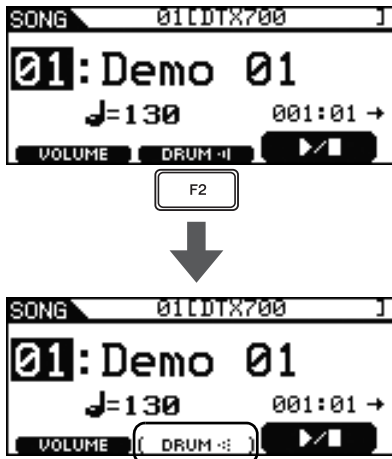 SONG 01[DTX700 ]
01:Demo 01
♩=130 001:01→
VOLUME DRUM
F2
SONG 01[DTX700 ]
01:Demo 01
♩=130 001:01→
VOLUME ( DRUM )